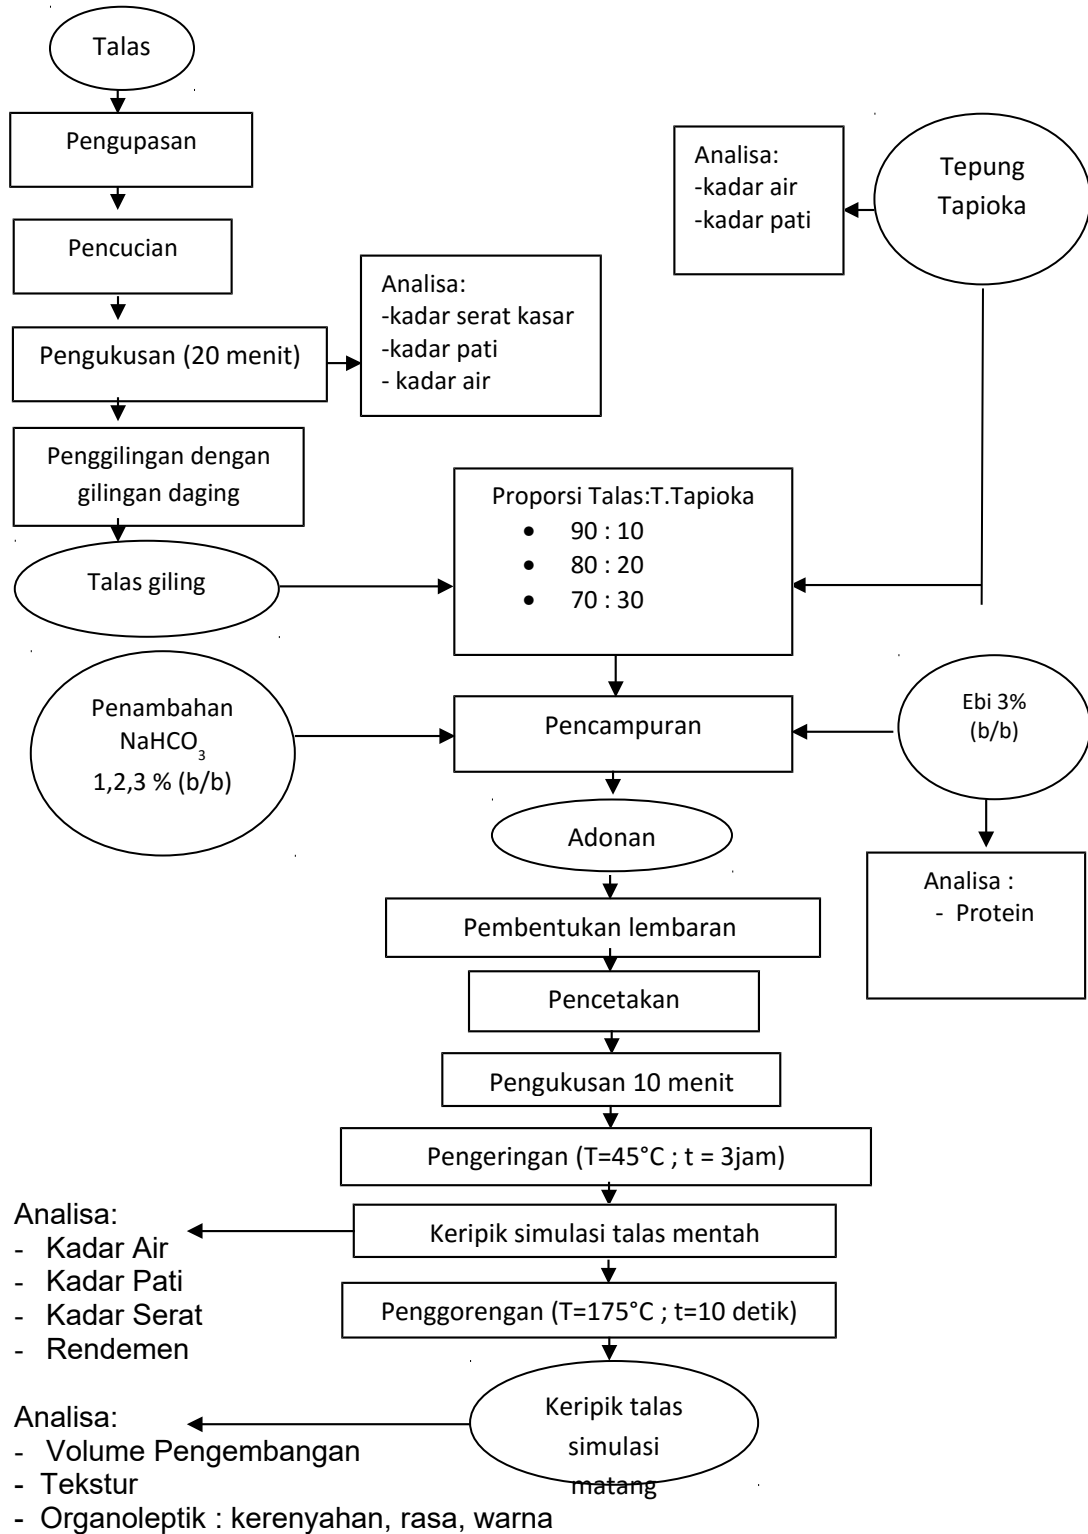 Talas
Pengupasan
Pencucian
Pengukusan (20 menit)
Analisa:
-kadar serat kasar
-kadar pati
- kadar air
Analisa:
-kadar air
-kadar pati
Tepung
Tapioka
Penggilingan dengan
gilingan daging
Talas giling
Proporsi Talas:T.Tapioka
• 90 : 10
• 80 : 20
• 70 : 30
Penambahan
NaHCO₃
1,2,3 % (b/b)
Pencampuran
Ebi 3%
(b/b)
Analisa :
- Protein
Adonan
Pembentukan lembaran
Pencetakan
Pengukusan 10 menit
Pengeringan (T=45°C ; t = 3jam)
Keripik simulasi talas mentah
Analisa:
- Kadar Air
- Kadar Pati
- Kadar Serat
- Rendemen
Penggorengan (T=175°C ; t=10 detik)
Keripik talas
simulasi
matang
Analisa:
- Volume Pengembangan
- Tekstur
- Organoleptik : kerenyahan, rasa, warna